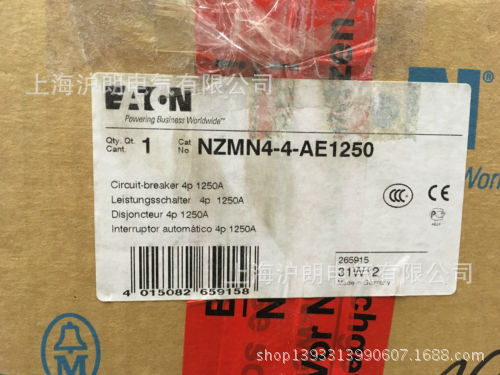 上海沪朗电气有限公司
EATON
Powering Business Worldwide™
Qty. Qt. Cant. 1 Cat No NZMN4-4-AE1250
Circuit-breaker 4p 1250A
Leistungsschalter 4p 1250A
Disjoncteur 4p 1250A
Interruptor automático 4p 1250A
CCC CE
265915
31W12
Made in Germany
4 015082 659158
上海沪朗电气有限公司
M
shop1393313990607.1688.com